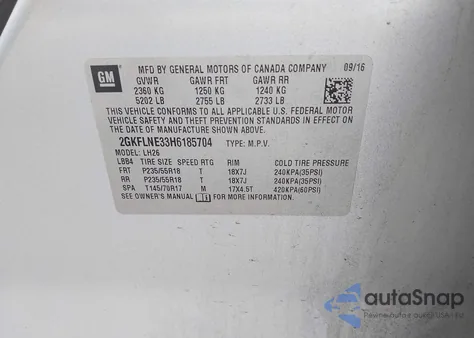 GM
MFD BY GENERAL MOTORS OF CANADA COMPANY 09/16
GVWR GAWR FRT GAWR RR
2360 KG 1250 KG 1240 KG
5202 LB 2755 LB 2733 LB
THIS VEHICLE CONFORMS TO ALL APPLICABLE U.S. FEDERAL MOTOR
VEHICLE SAFETY AND THEFT PREVENTION STANDARDS IN EFFECT ON
THE DATE OF MANUFACTURE SHOWN ABOVE.
2GKFLNE33H6185704 TYPE: M.P.V.
MODEL: LH26
LBB4 TIRE SIZE SPEED RTG RIM COLD TIRE PRESSURE
FRT P235/55R18 T 18X7J 240KPA(35PSI)
RR P235/55R18 T 18X7J 240KPA(35PSI)
SPA T145/70R17 M 17X4.5T 420KPA(60PSI)
SEE OWNER'S MANUAL FOR MORE INFORMATION.
autoSnap